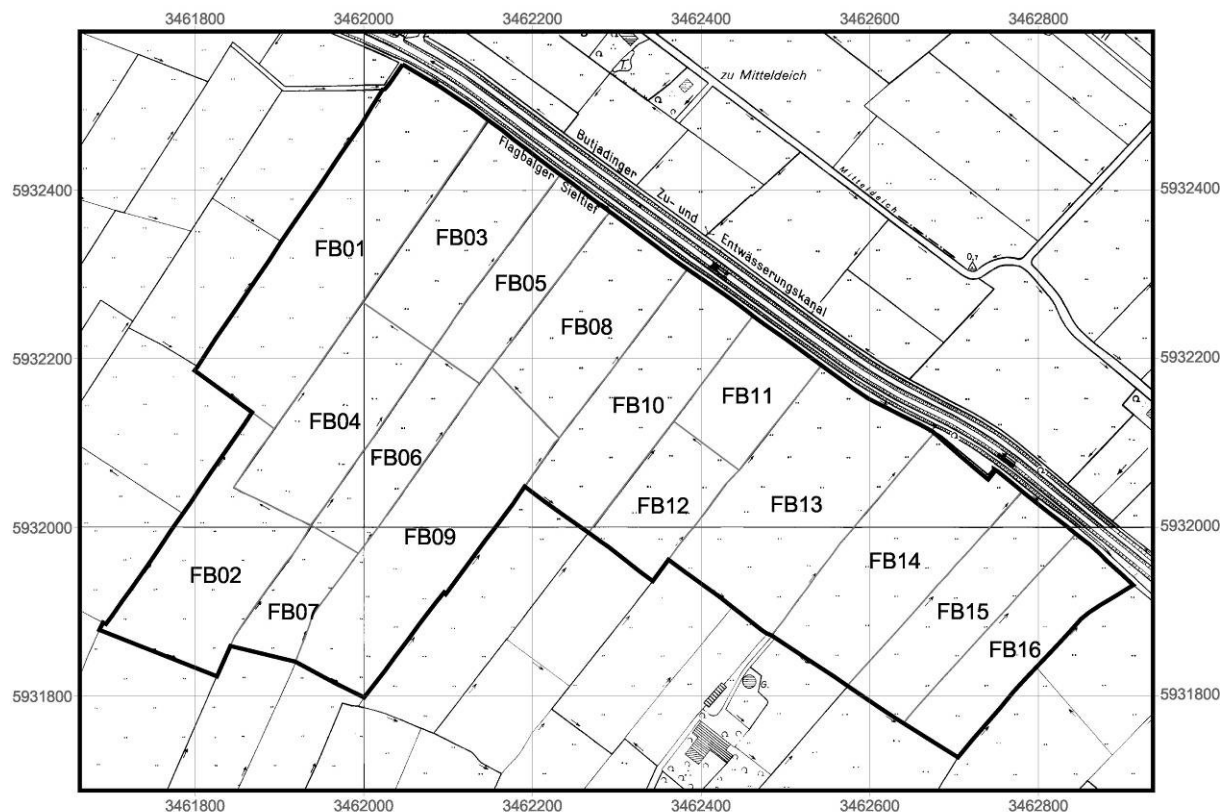 3461800 3462000 3462200 3462400 3462600 3462800
zu Mitteldeich
Butjadinger Zu- und Entwässerungskanal
Flagbalger Sieltief
Mitteldeich
5932400 5932400
0,7
FB01 FB03
FB05
FB08
5932200 5932200
FB11
FB10
FB04
FB06
FB12 FB13
5932000 5932000
FB09
FB14
FB02
FB15
FB07
FB16
G.
5931800 5931800
3461800 3462000 3462200 3462400 3462600 3462800